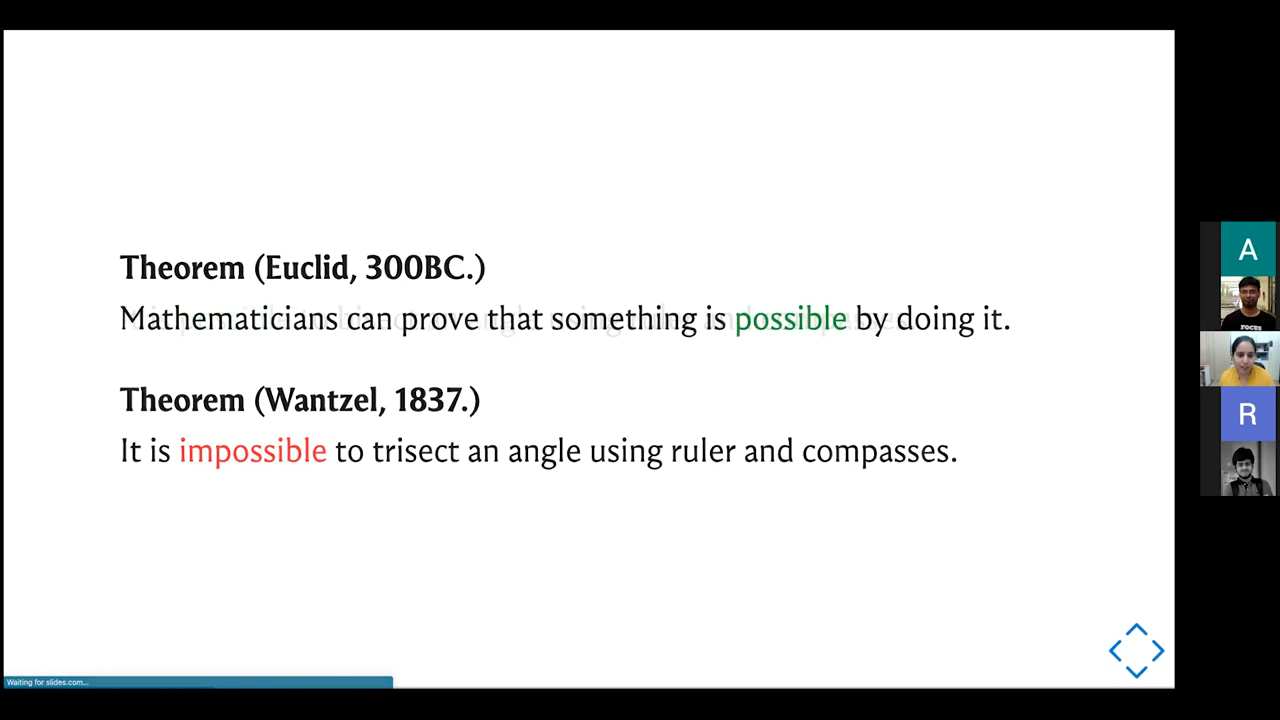 Theorem (Euclid, 300BC.)
Mathematicians can prove that something is possible by doing it.
Theorem (Wantzel, 1837.)
It is impossible to trisect an angle using ruler and compasses.
A
FOCUS
R
Waiting for slides.com...